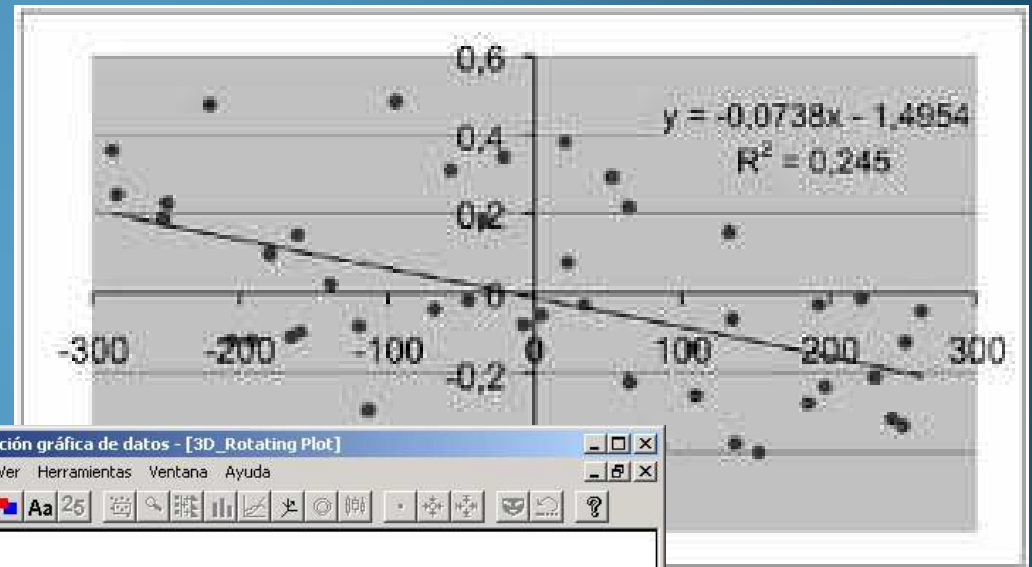 0,6
y = -0,0738x - 1,4954
0,4
R² = 0,245
0,2
0
-300 -200 -100 0 100 200 300
-0,2
ción gráfica de datos - [3D_Rotating Plot]
Ver Herramientas Ventana Ayuda
Aa 25 ?